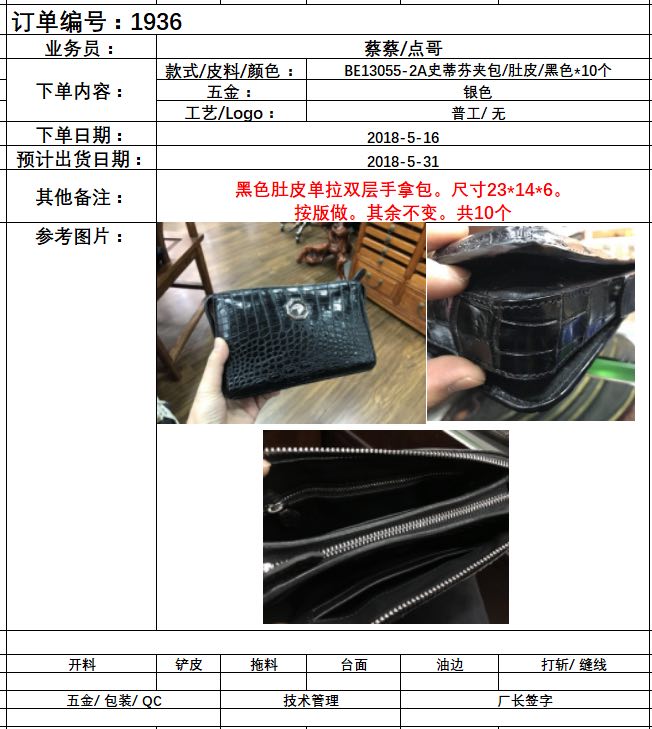 订单编号：1936
业务员： 蔡蔡/点哥
下单内容： 款式/皮料/颜色： BE13055-2A史蒂芬夹包/肚皮/黑色*10个
五金： 银色
工艺/Logo： 普工/ 无
下单日期： 2018-5-16
预计出货日期： 2018-5-31
其他备注： 黑色肚皮单拉双层手拿包。尺寸23*14*6。
按版做。其余不变。共10个
参考图片：
开料 铲皮 拖料 台面 油边 打斩/ 缝线
五金/ 包装/ QC 技术管理 厂长签字